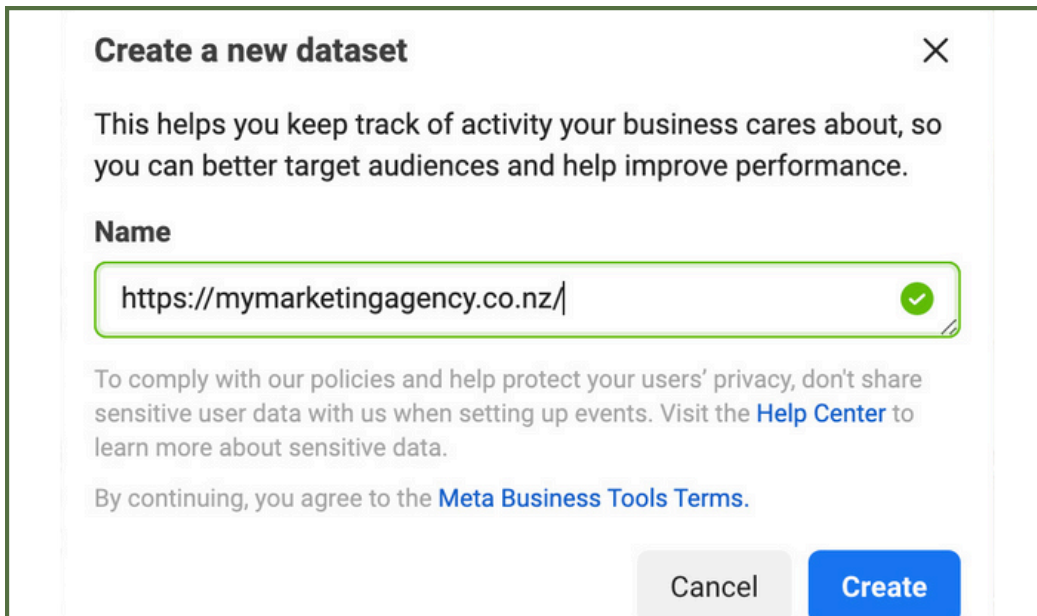 Create a new dataset
This helps you keep track of activity your business cares about, so
you can better target audiences and help improve performance.
Name
https://mymarketingagency.co.nz/
To comply with our policies and help protect your users’ privacy, don't share
sensitive user data with us when setting up events. Visit the Help Center to
learn more about sensitive data.
By continuing, you agree to the Meta Business Tools Terms.
Cancel Create